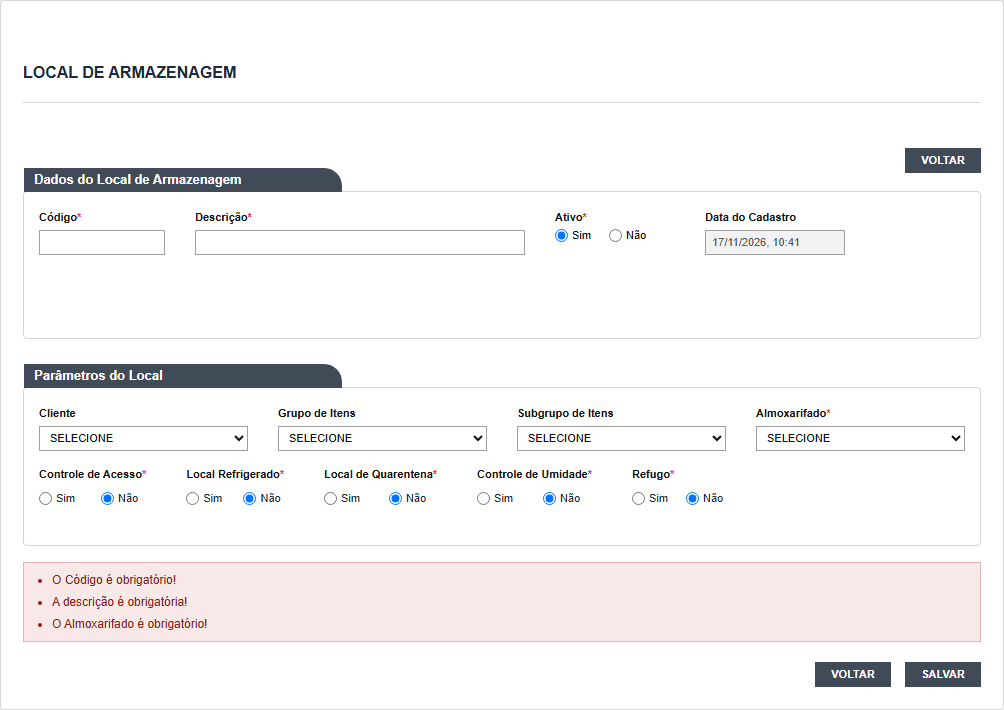 LOCAL DE ARMAZENAGEM
VOLTAR
Dados do Local de Armazenagem
Código* Descrição* Ativo* Data do Cadastro
Sim Não 17/11/2026, 10:41
Parâmetros do Local
Cliente Grupo de Itens Subgrupo de Itens Almoxarifado*
SELECIONE SELECIONE SELECIONE SELECIONE
Controle de Acesso* Local Refrigerado* Local de Quarentena* Controle de Umidade* Refugo*
Sim Não Sim Não Sim Não Sim Não Sim Não
O Código é obrigatório!
A descrição é obrigatória!
O Almoxarifado é obrigatório!
VOLTAR SALVAR